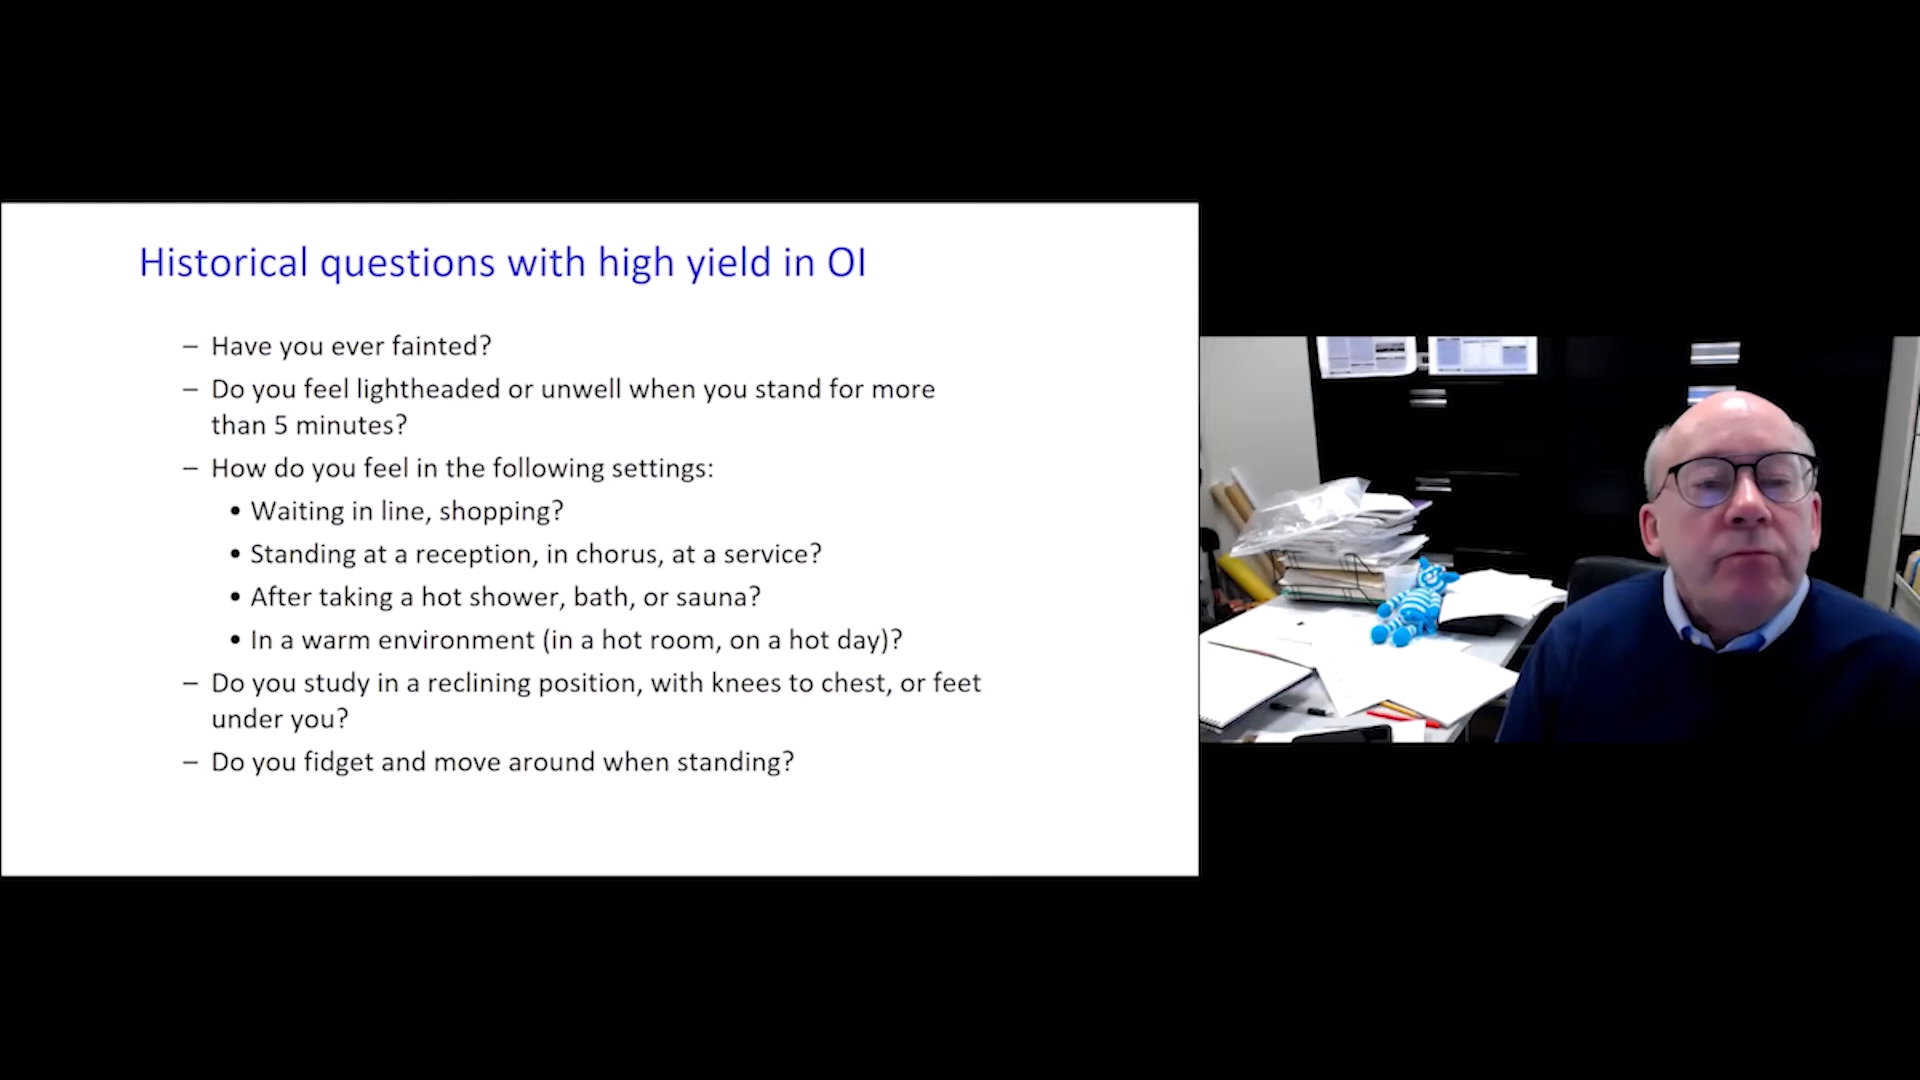 Historical questions with high yield in OI
– Have you ever fainted?
– Do you feel lightheaded or unwell when you stand for more
than 5 minutes?
– How do you feel in the following settings:
• Waiting in line, shopping?
• Standing at a reception, in chorus, at a service?
• After taking a hot shower, bath, or sauna?
• In a warm environment (in a hot room, on a hot day)?
– Do you study in a reclining position, with knees to chest, or feet
under you?
– Do you fidget and move around when standing?